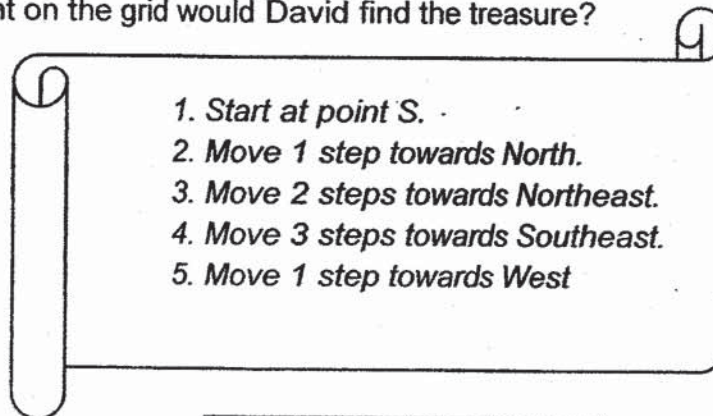 on the grid would David find the treasure?
1. Start at point S.
2. Move 1 step towards North.
3. Move 2 steps towards Northeast.
4. Move 3 steps towards Southeast.
5. Move 1 step towards West